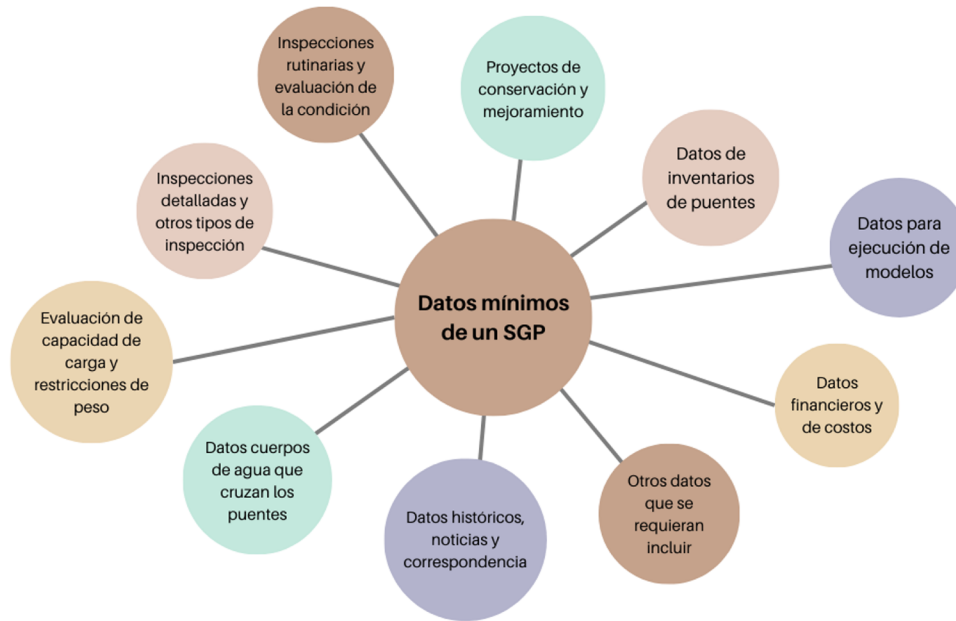 Inspecciones
rutinarias y
evaluación de
la condición
Proyectos de
conservación y
mejoramiento
Datos de
inventarios
de puentes
Inspecciones
detalladas y
otros tipos de
inspección
Datos para
ejecución de
modelos
Datos mínimos
de un SGP
Evaluación de
capacidad de
carga y
restricciones de
peso
Datos
financieros y
de costos
Datos cuerpos
de agua que
cruzan los
puentes
Datos históricos,
noticias y
correspondencia
Otros datos
que se
requieran
incluir